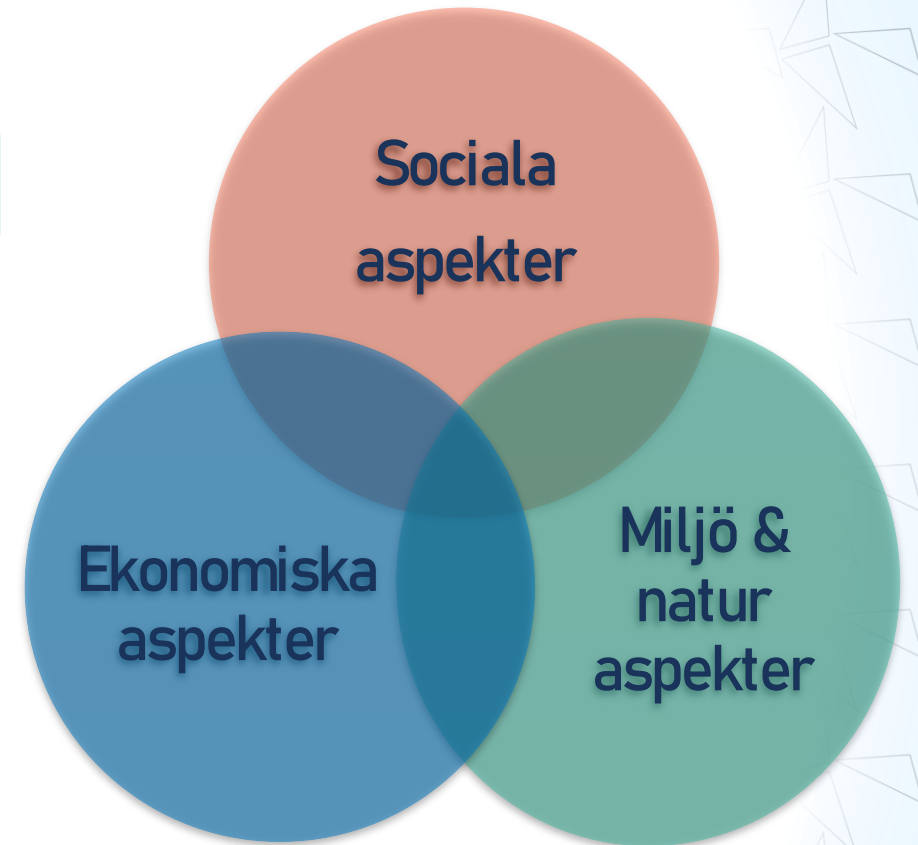 Sociala
aspekter
Ekonomiska
aspekter
Miljö &
natur
aspekter